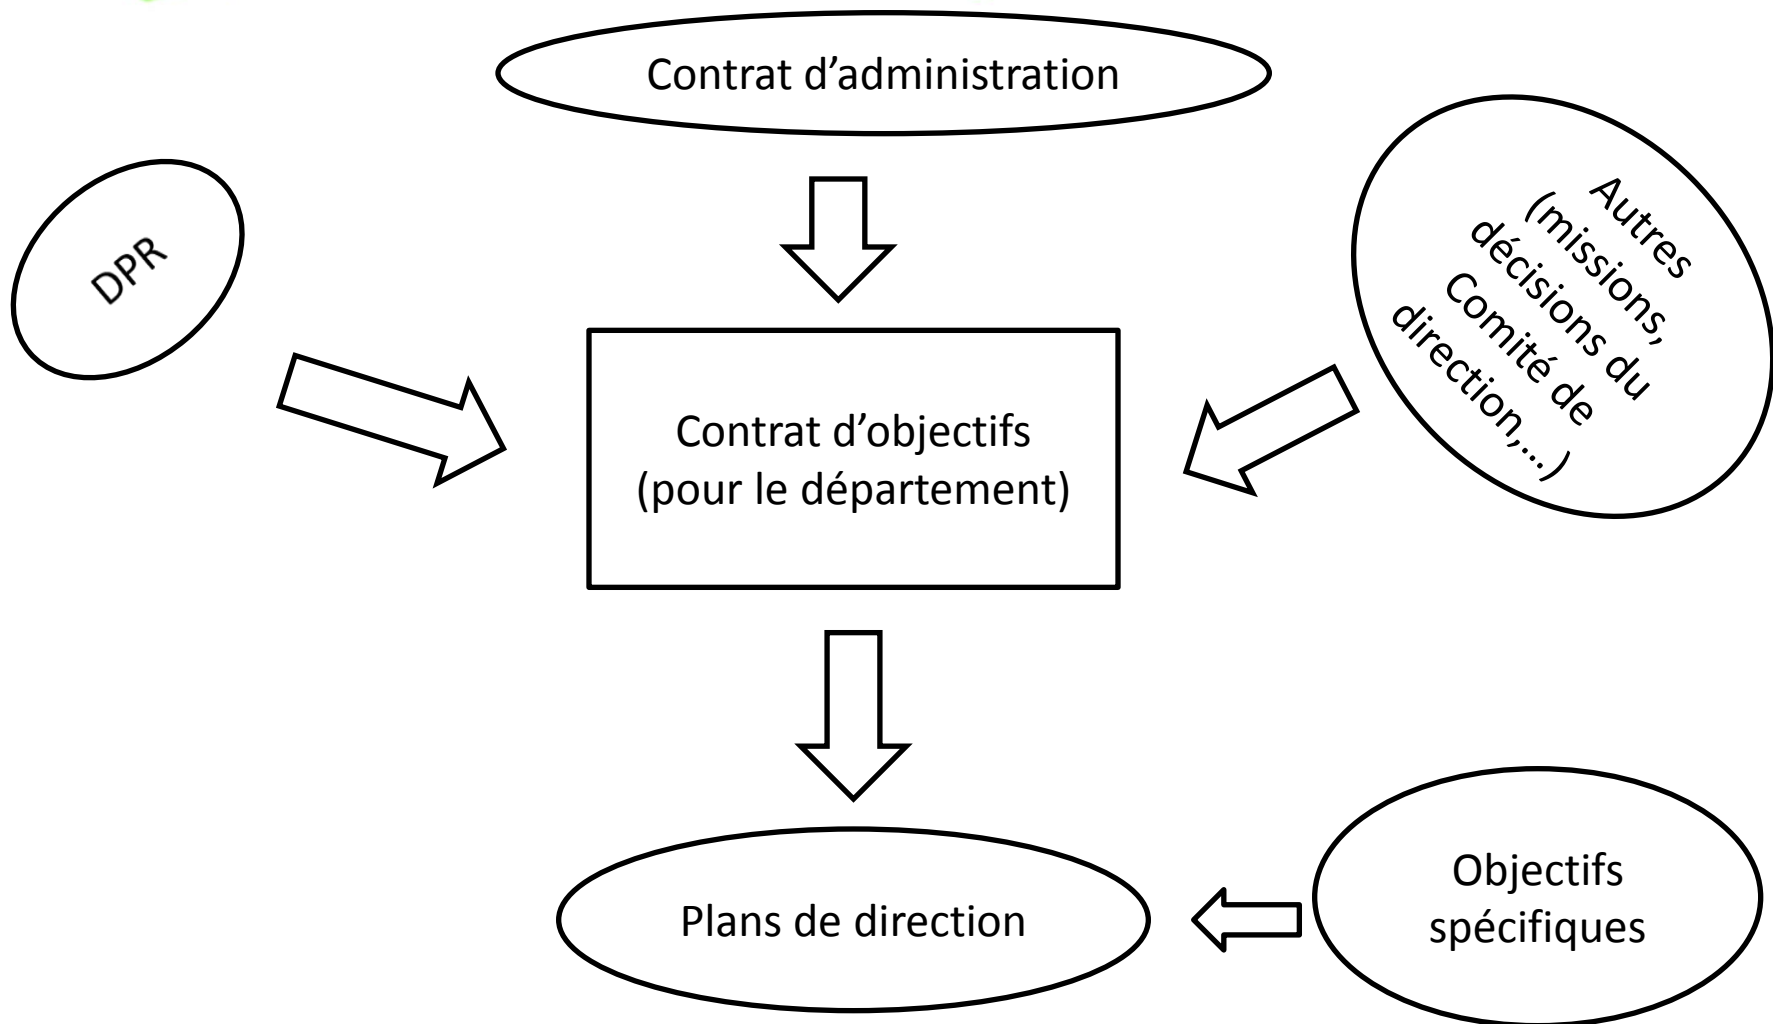 Contrat d’administration
DPR
Autres
(missions,
décisions du
Comité de
direction,...)
Contrat d’objectifs
(pour le département)
Plans de direction
Objectifs
spécifiques